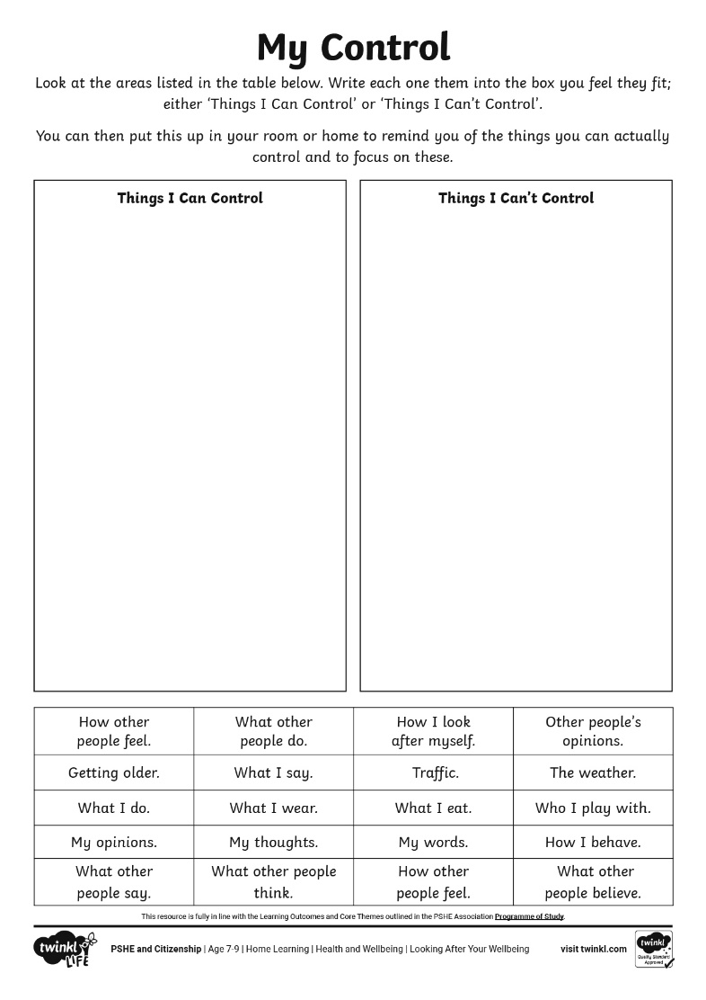 My Control
Look at the areas listed in the table below. Write each one them into the box you feel they fit;
either ‘Things I Can Control’ or ‘Things I Can’t Control’.
You can then put this up in your room or home to remind you of the things you can actually
control and to focus on these.
Things I Can Control
Things I Can’t Control
How other
people feel.
What other
people do.
How I look
after myself.
Other people’s
opinions.
Getting older.
What I say.
Traffic.
The weather.
What I do.
What I wear.
What I eat.
Who I play with.
My opinions.
My thoughts.
My words.
How I behave.
What other
people say.
What other people
think.
How other
people feel.
What other
people believe.
This resource is fully in line with the Learning Outcomes and Core Themes outlined in the PSHE Association Programme of Study.
twinkl
LIFE
PSHE and Citizenship | Age 7-9 | Home Learning | Health and Wellbeing | Looking After Your Wellbeing
visit twinkl.com
twinkl
Quality Standard
Approved